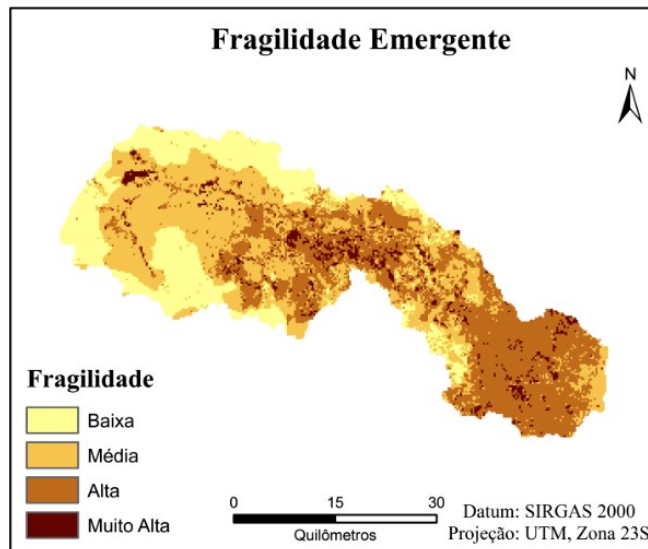 Fragilidade Emergente
N
Fragilidade
Baixa
Média
Alta
Muito Alta
0 15 30
Quilômetros
Datum: SIRGAS 2000
Projeção: UTM, Zona 23S